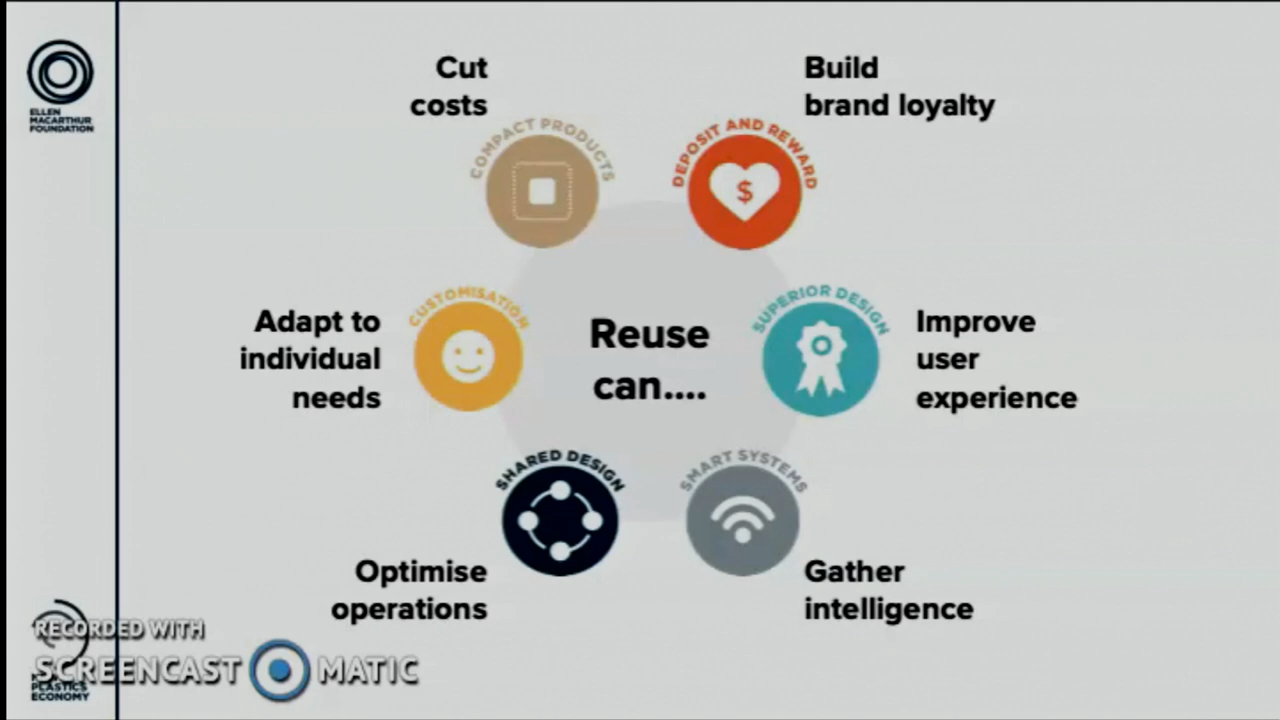 ELLEN
MACARTHUR
FOUNDATION
Cut
costs
COMPACT PRODUCTS
Build
brand loyalty
DEPOSIT AND REWARD
Adapt to
individual
needs
CUSTOMISATION
Reuse
can....
SUPERIOR DESIGN
Improve
user
experience
SHARED DESIGN
Optimise
operations
SMART SYSTEMS
Gather
intelligence
RECORDED WITH
SCREENCAST MATIC
PLASTICS
ECONOMY